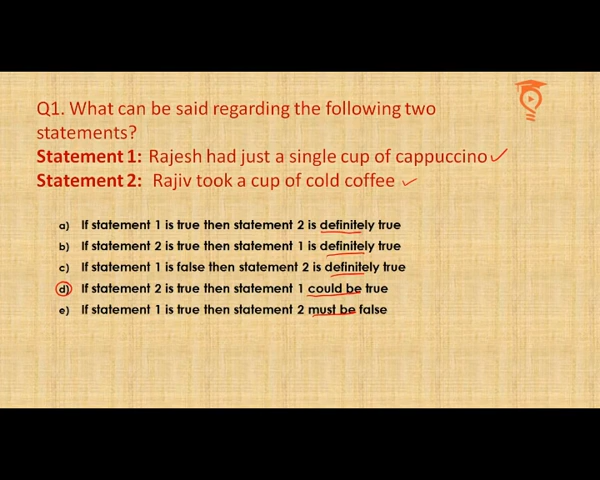 Q1. What can be said regarding the following two
statements?
Statement 1: Rajesh had just a single cup of cappuccino
Statement 2: Rajiv took a cup of cold coffee
a) If statement 1 is true then statement 2 is definitely true
b) If statement 2 is true then statement 1 is definitely true
c) If statement 1 is false then statement 2 is definitely true
d) If statement 2 is true then statement 1 could be true
e) If statement 1 is true then statement 2 must be false